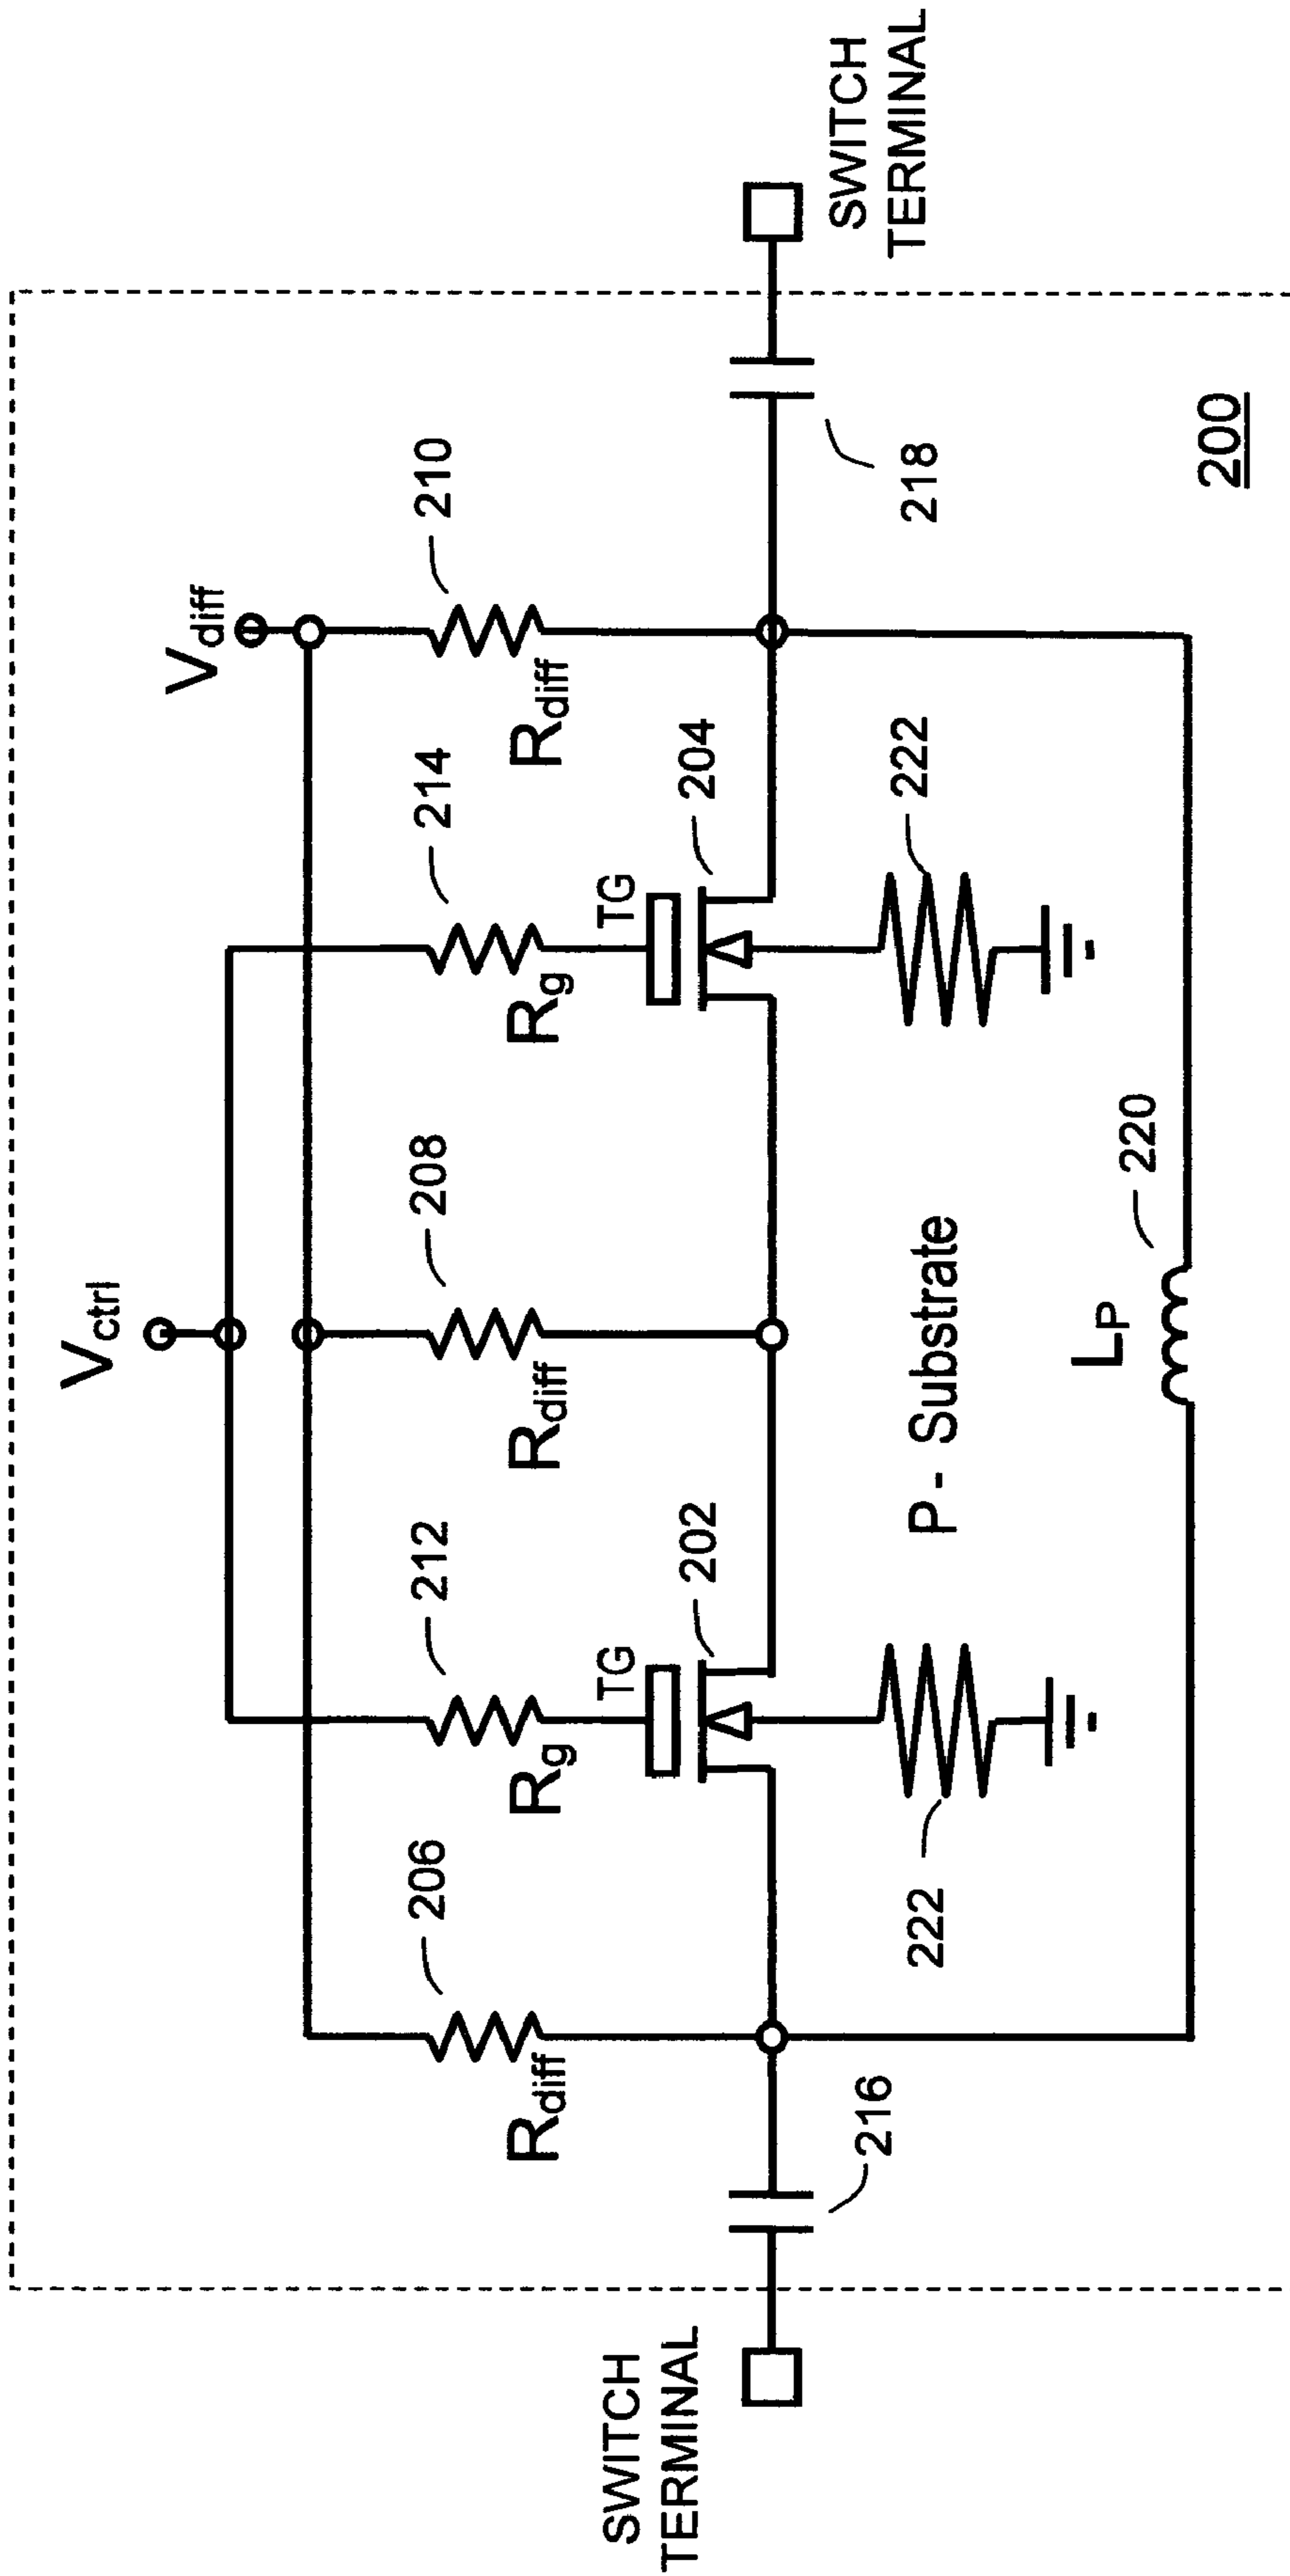 V_ctrl
V_diff
206
212
208
214
210
R_diff
R_g
R_diff
R_g
R_diff
TG
TG
202
204
SWITCH
TERMINAL
SWITCH
TERMINAL
216
222
P - Substrate
222
218
L_P
220
200